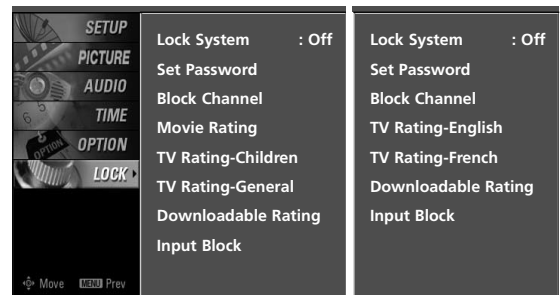 SETUP
PICTURE
AUDIO
TIME
OPTION
LOCK
Move MENU Prev
Lock System : Off
Set Password
Block Channel
Movie Rating
TV Rating-Children
TV Rating-General
Downloadable Rating
Input Block
Lock System : Off
Set Password
Block Channel
TV Rating-English
TV Rating-French
Downloadable Rating
Input Block